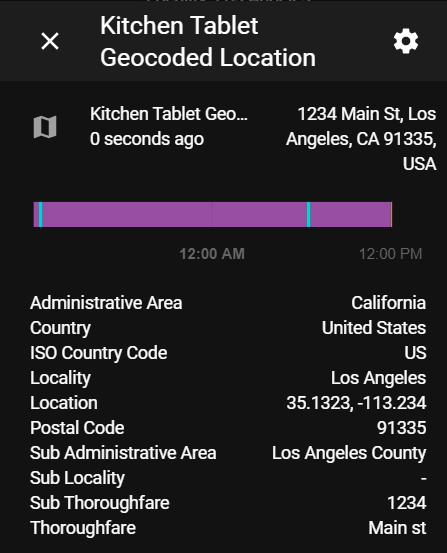 Kitchen Tablet
Geocoded Location
Kitchen Tablet Geo...
0 seconds ago
1234 Main St, Los
Angeles, CA 91335,
USA
12:00 AM
12:00 PM
Administrative Area California
Country United States
ISO Country Code US
Locality Los Angeles
Location 35.1323, -113.234
Postal Code 91335
Sub Administrative Area Los Angeles County
Sub Locality -
Sub Thoroughfare 1234
Thoroughfare Main st